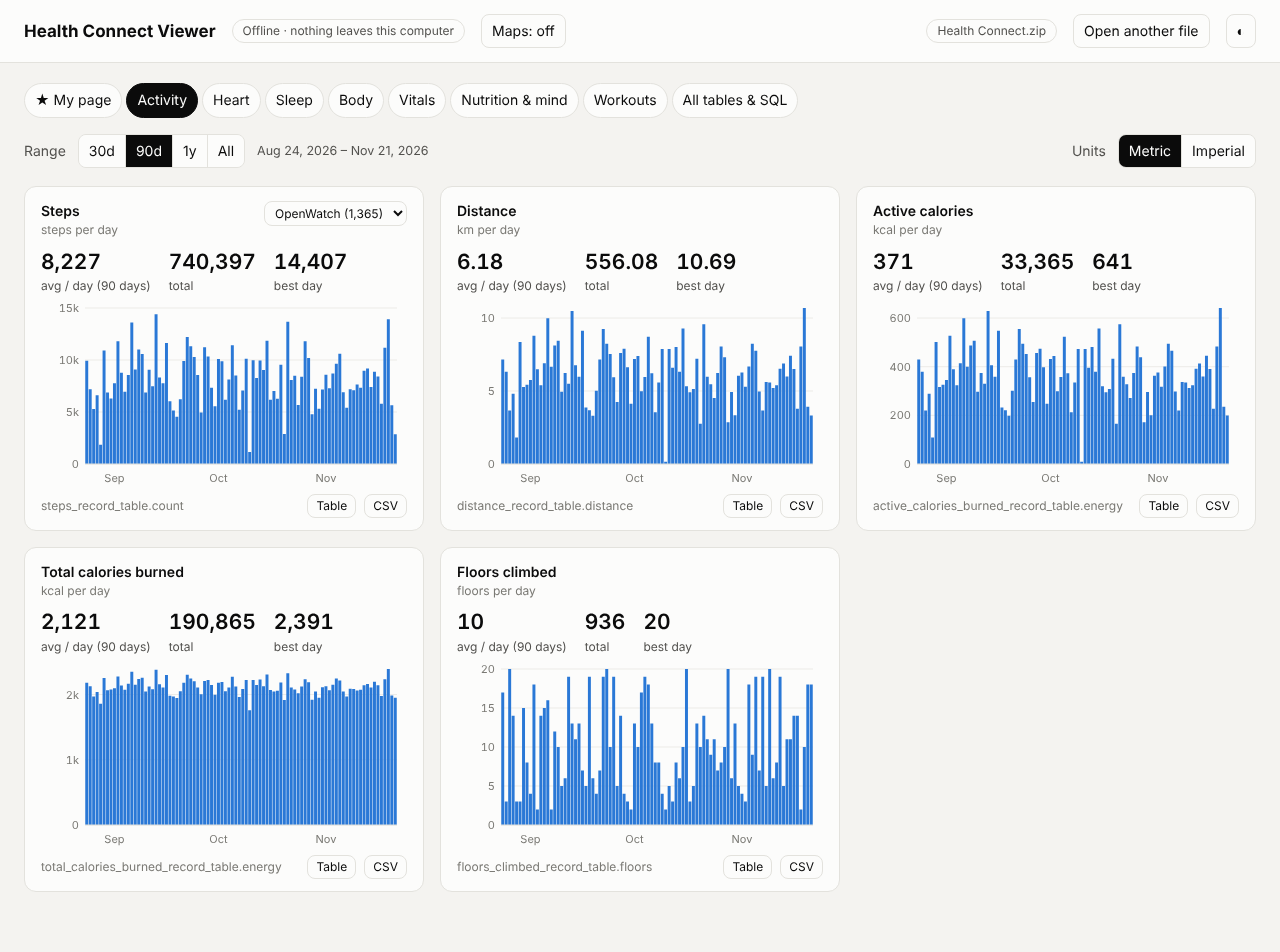 Health Connect Viewer
Offline · nothing leaves this computer
Maps: off
Health Connect.zip
Open another file
★ My page
Activity
Heart
Sleep
Body
Vitals
Nutrition & mind
Workouts
All tables & SQL
Range
30d
90d
1y
All
Aug 24, 2026 – Nov 21, 2026
Units
Metric
Imperial
Steps
OpenWatch (1,365)
steps per day
8,227 740,397 14,407
avg / day (90 days) total best day
15k
10k
5k
0
Sep Oct Nov
steps_record_table.count
Table
CSV
Distance
km per day
6.18 556.08 10.69
avg / day (90 days) total best day
10
5
0
Sep Oct Nov
distance_record_table.distance
Table
CSV
Active calories
kcal per day
371 33,365 641
avg / day (90 days) total best day
600
400
200
0
Sep Oct Nov
active_calories_burned_record_table.energy
Table
CSV
Total calories burned
kcal per day
2,121 190,865 2,391
avg / day (90 days) total best day
2k
1k
0
Sep Oct Nov
total_calories_burned_record_table.energy
Table
CSV
Floors climbed
floors per day
10 936 20
avg / day (90 days) total best day
20
15
10
5
0
Sep Oct Nov
floors_climbed_record_table.floors
Table
CSV